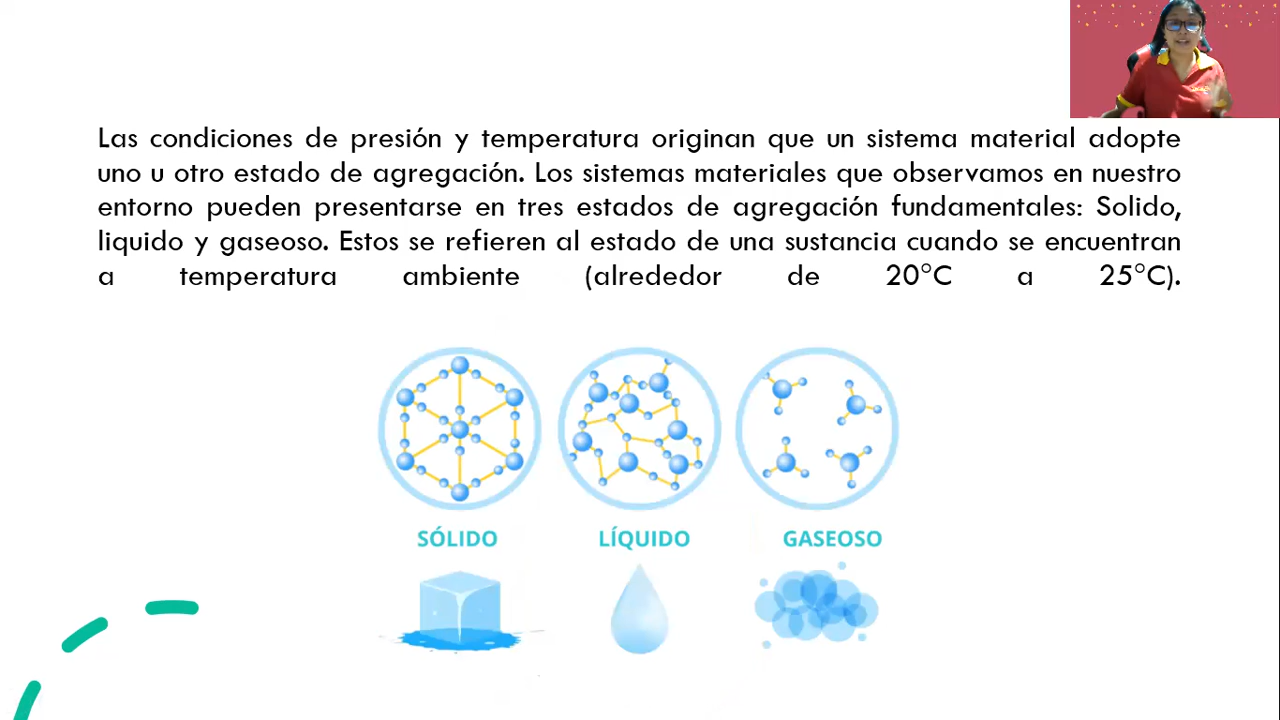 Las condiciones de presión y temperatura originan que un sistema material adopte
uno u otro estado de agregación. Los sistemas materiales que observamos en nuestro
entorno pueden presentarse en tres estados de agregación fundamentales: Solido,
liquido y gaseoso. Estos se refieren al estado de una sustancia cuando se encuentran
a temperatura ambiente (alrededor de 20°C a 25°C).
SÓLIDO LÍQUIDO GASEOSO